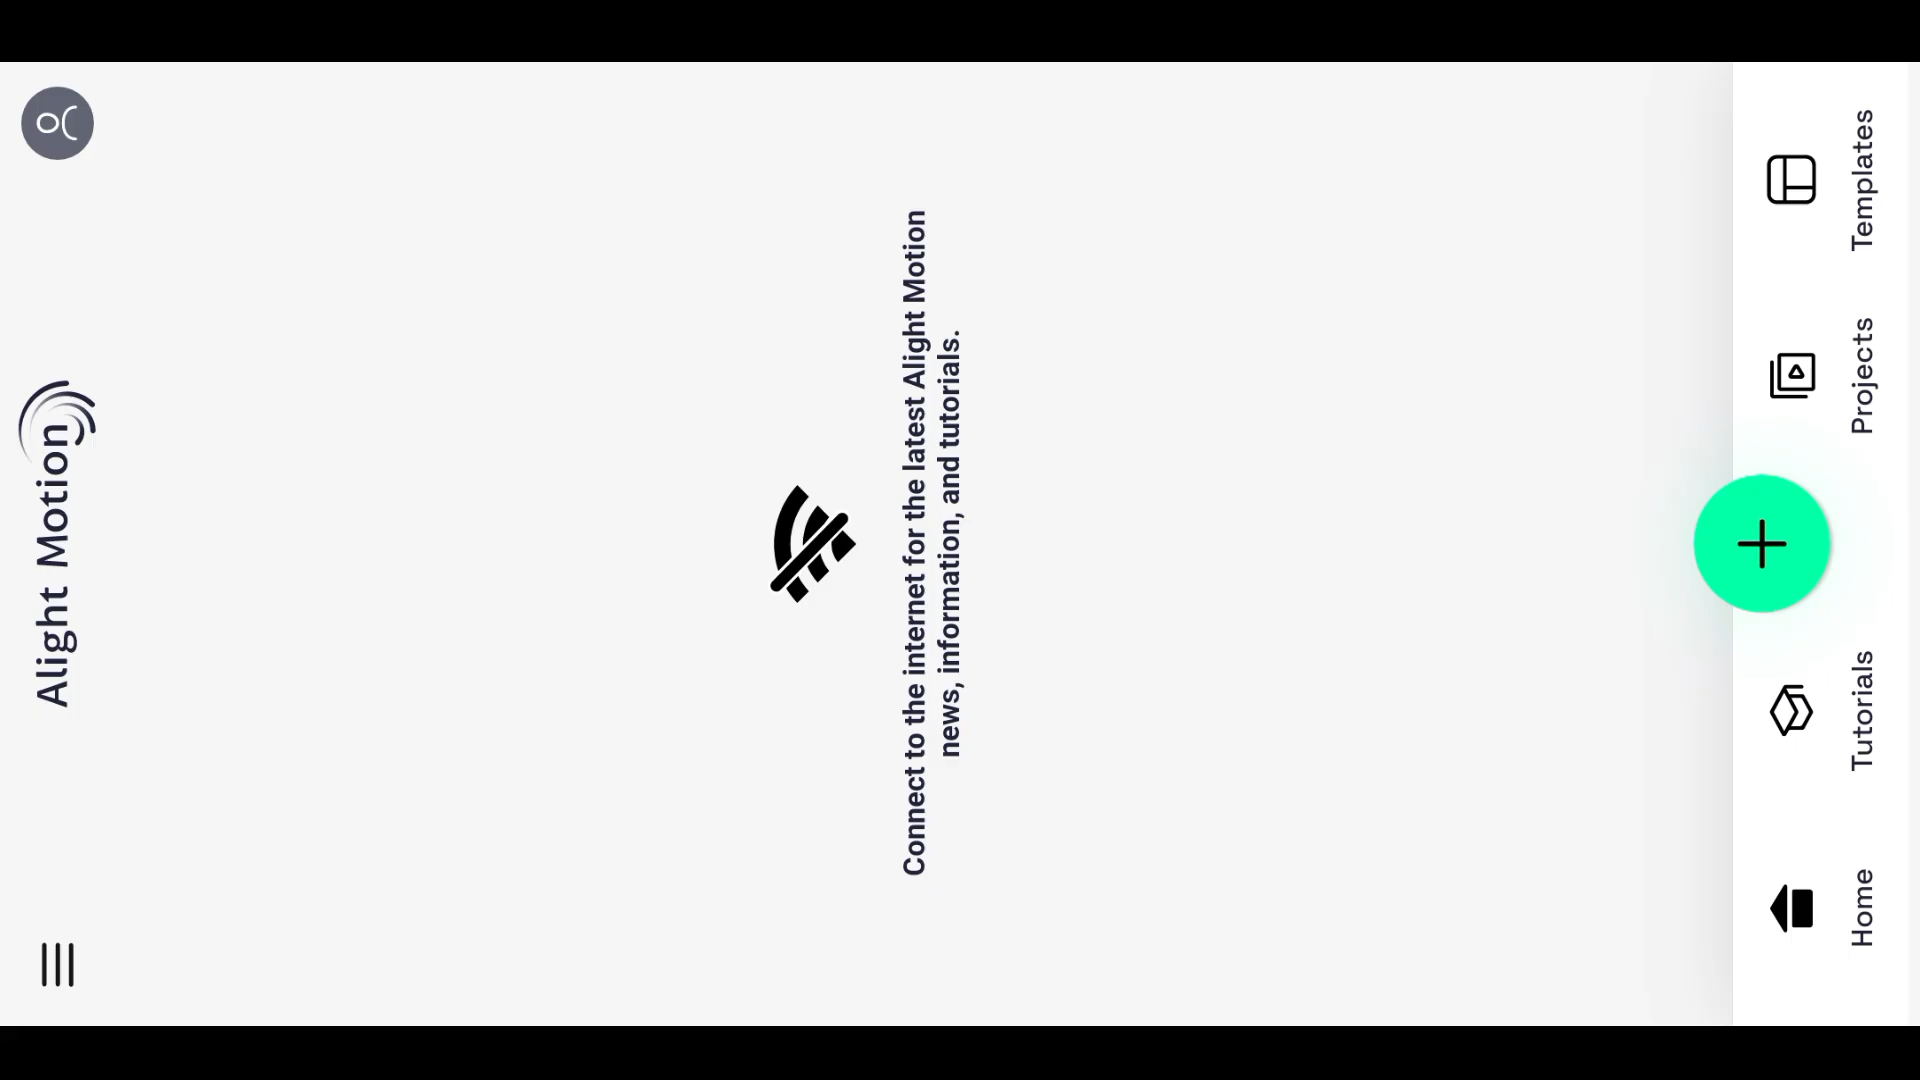 Alight Motion
Connect to the internet for the latest Alight Motion
news, information, and tutorials.
Home
Tutorials
Projects
Templates